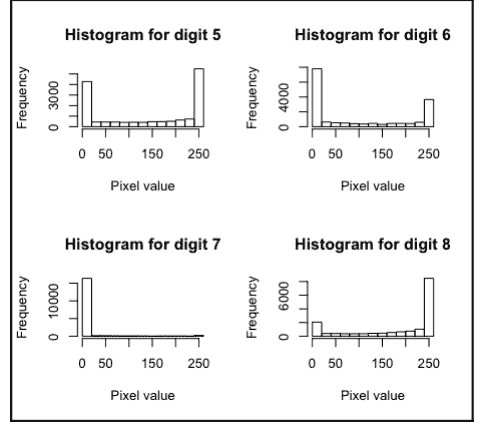 Histogram for digit 5
Frequency
0 3000
0 50 150 250
Pixel value
Histogram for digit 6
Frequency
0 4000
0 50 150 250
Pixel value
Histogram for digit 7
Frequency
0 10000
0 50 150 250
Pixel value
Histogram for digit 8
Frequency
0 6000
0 50 150 250
Pixel value